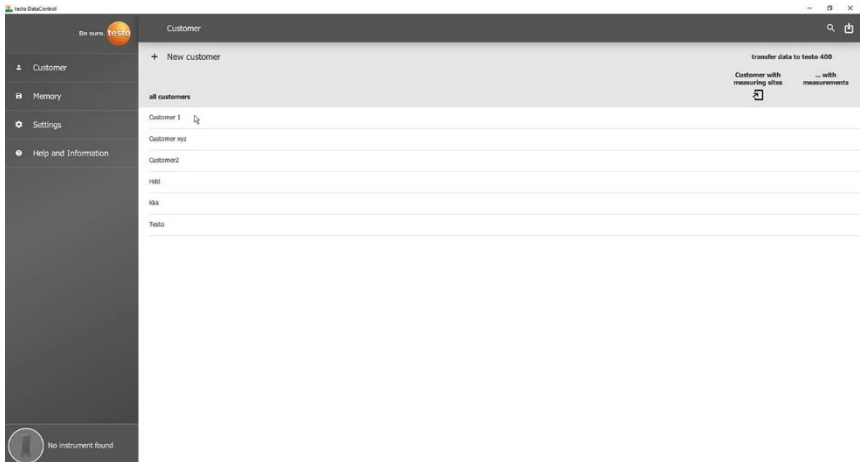 testo DataControl
Be sure. testo
Customer
Customer
Memory
Settings
Help and Information
No instrument found
+ New customer
transfer data to testo 400
Customer with
measuring sites
... with
measurements
all customers
Customer 1
Customer xyz
Customer2
Hdd
Kkk
Testo